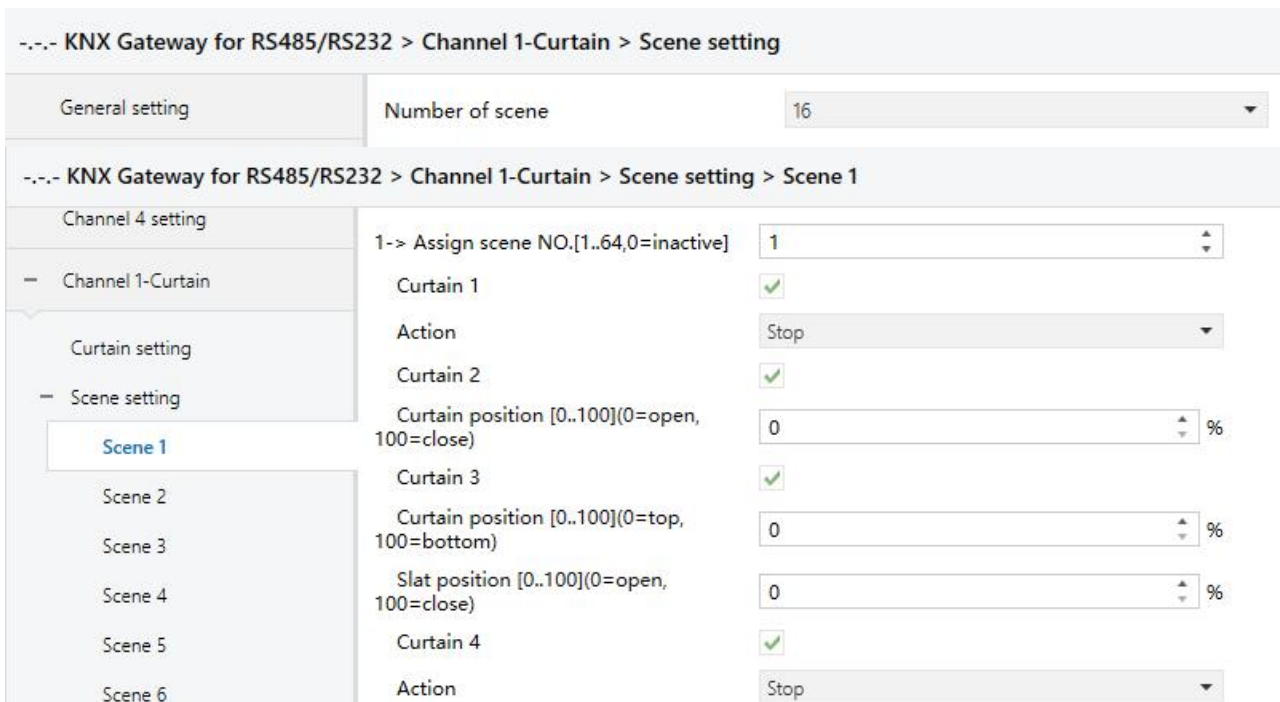 -.-.- KNX Gateway for RS485/RS232 > Channel 1-Curtain > Scene setting
General setting
Number of scene
16
-.-.- KNX Gateway for RS485/RS232 > Channel 1-Curtain > Scene setting > Scene 1
Channel 4 setting
Channel 1-Curtain
Curtain setting
Scene setting
Scene 1
Scene 2
Scene 3
Scene 4
Scene 5
Scene 6
1-> Assign scene NO.[1..64,0=inactive]
1
Curtain 1
Action
Stop
Curtain 2
Curtain position [0..100](0=open,
100=close)
0 %
Curtain 3
Curtain position [0..100](0=top,
100=bottom)
0 %
Slat position [0..100](0=open,
100=close)
0 %
Curtain 4
Action
Stop